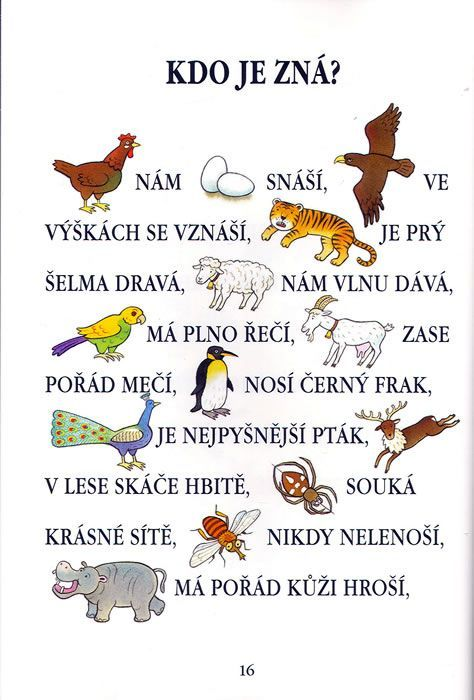 KDO JE ZNÁ?
NÁM SNÁŠÍ, VE
VÝŠKÁCH SE VZNÁŠÍ, JE PRÝ
ŠELMA DRAVÁ, NÁM VLNU DÁVÁ,
MÁ PLNO ŘEČÍ, ZASE
POŘÁD MEČÍ, NOSÍ ČERNÝ FRAK,
JE NEJPYŠNĚJŠÍ PTÁK,
V LESE SKÁČE HBITĚ, SOUKÁ
KRÁSNÉ SÍTĚ, NIKDY NELENOŠÍ,
MÁ POŘÁD KŮŽI HROŠÍ,
16